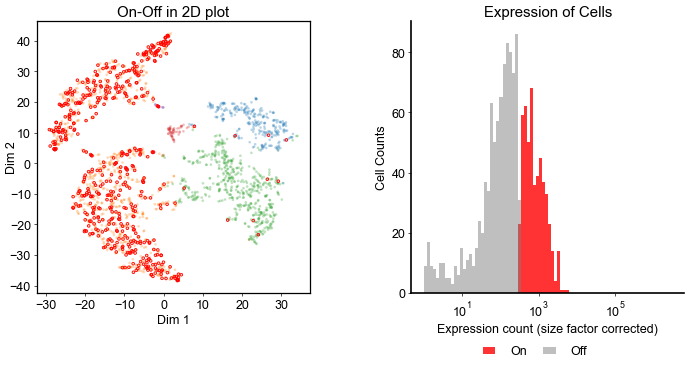 On-Off in 2D plot
Dim 2
40
30
20
10
0
−10
−20
−30
−40
−30 −20 −10 0 10 20 30
Dim 1
Expression of Cells
Cell Counts
80
60
40
20
0
10^1 10^3 10^5
Expression count (size factor corrected)
On Off